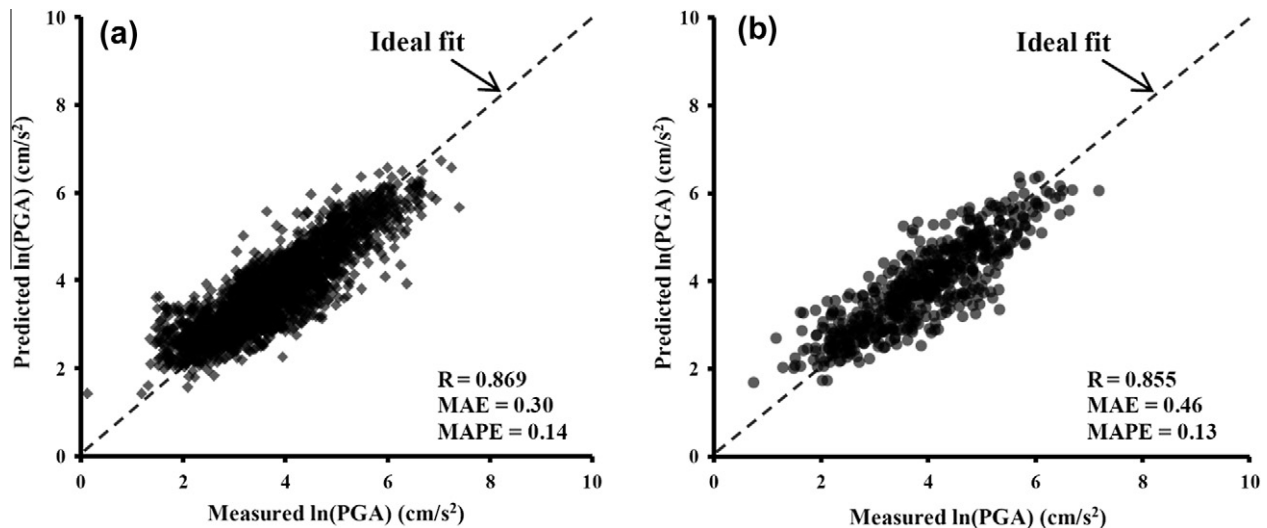 (a)
Ideal fit
10
8
6
4
2
0
Predicted ln(PGA) (cm/s²)
R = 0.869
MAE = 0.30
MAPE = 0.14
0 2 4 6 8 10
Measured ln(PGA) (cm/s²)
(b)
Ideal fit
10
8
6
4
2
0
Predicted ln(PGA) (cm/s²)
R = 0.855
MAE = 0.46
MAPE = 0.13
0 2 4 6 8 10
Measured ln(PGA) (cm/s²)